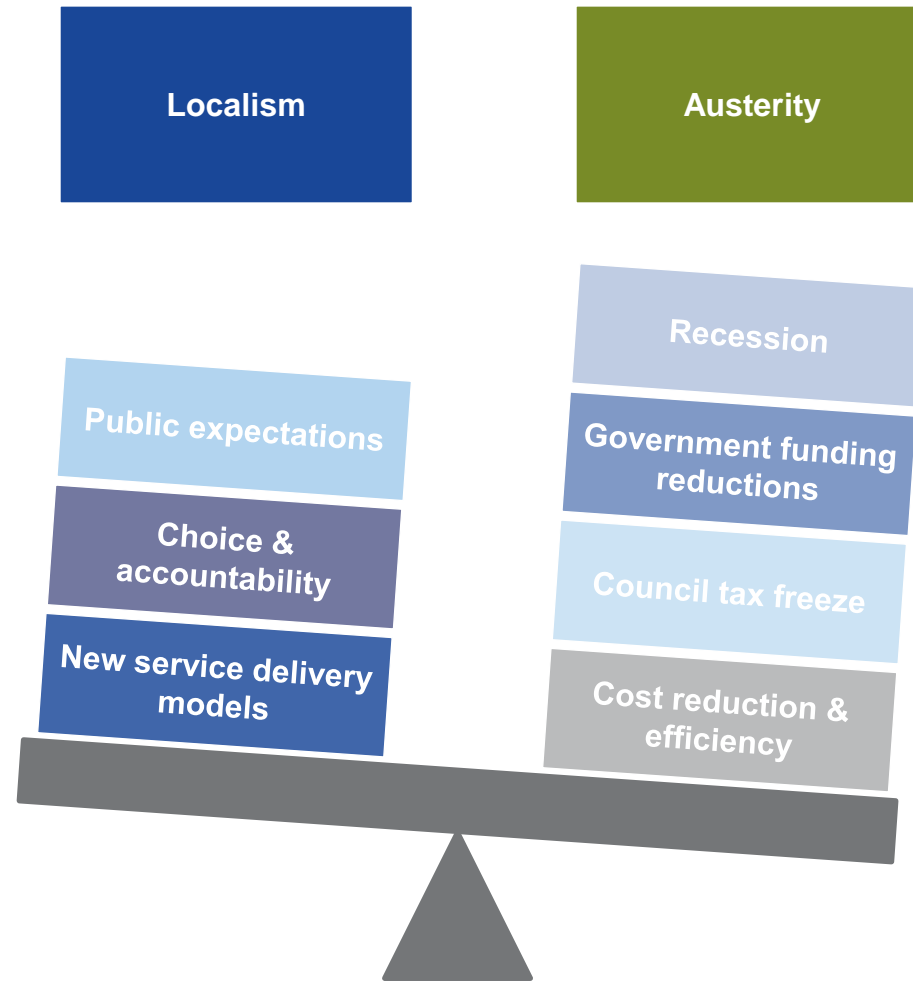 Localism
Austerity
Public expectations
Choice &
accountability
New service delivery
models
Recession
Government funding
reductions
Council tax freeze
Cost reduction &
efficiency